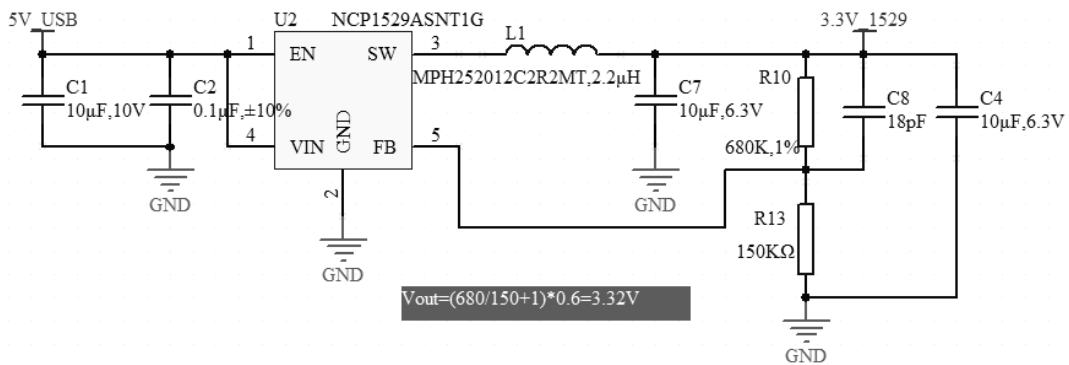 5V_USB
U2
NCP1529ASNT1G
3.3V_1529
1
EN
SW
3
L1
MPH252012C2R2MT,2.2μH
C1
10μF,10V
C2
0.1μF,±10%
C7
10μF,6.3V
R10
680K,1%
C8
18pF
C4
10μF,6.3V
4
VIN
GND
FB
5
2
GND
GND
GND
R13
150KΩ
GND
Vout=(680/150+1)*0.6=3.32V